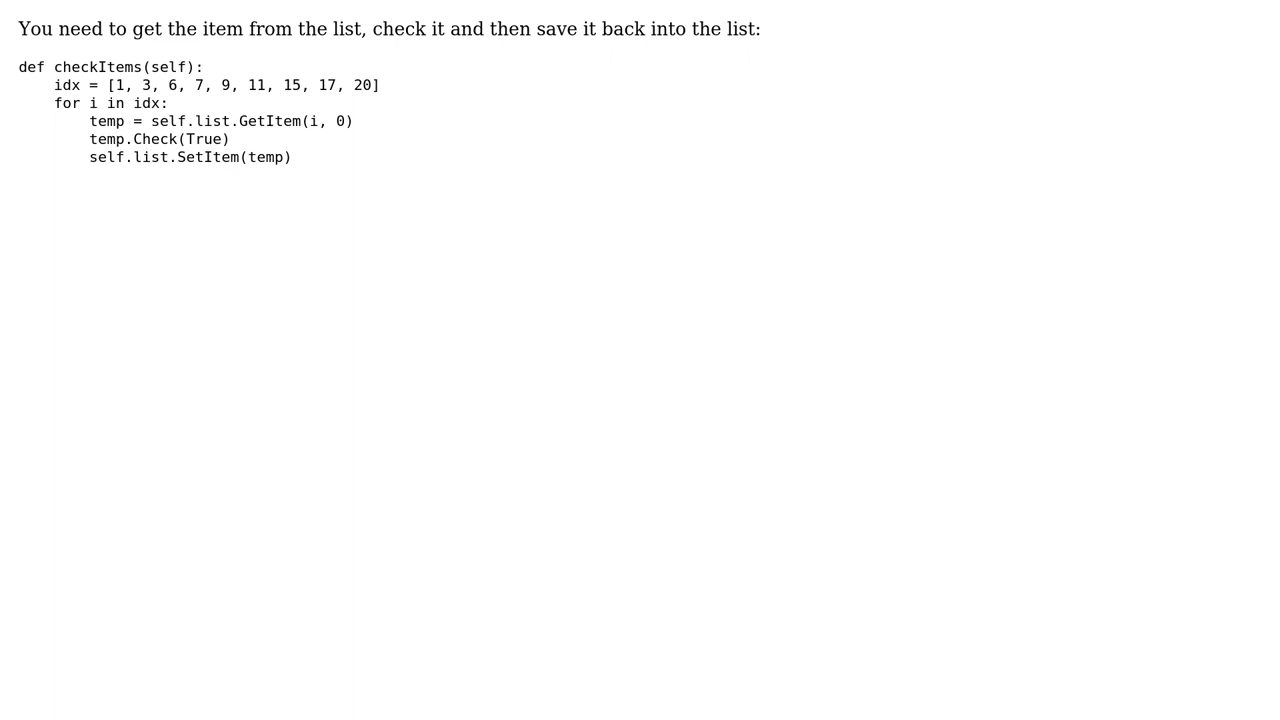 You need to get the item from the list, check it and then save it back into the list:
def checkItems(self):
    idx = [1, 3, 6, 7, 9, 11, 15, 17, 20]
    for i in idx:
        temp = self.list.GetItem(i, 0)
        temp.Check(True)
        self.list.SetItem(temp)